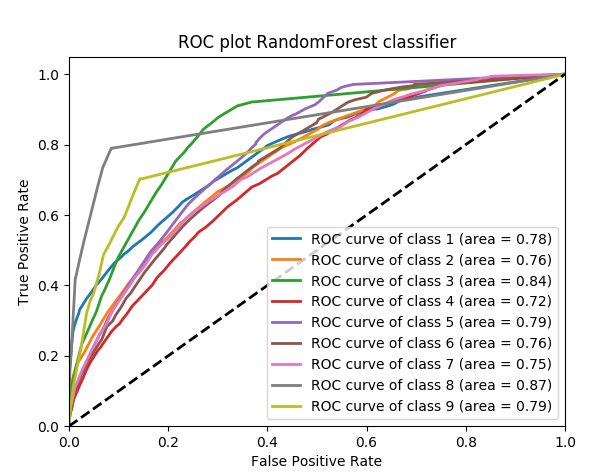 ROC plot RandomForest classifier
1.0
0.8
0.6
0.4
0.2
0.0
True Positive Rate
ROC curve of class 1 (area = 0.78)
ROC curve of class 2 (area = 0.76)
ROC curve of class 3 (area = 0.84)
ROC curve of class 4 (area = 0.72)
ROC curve of class 5 (area = 0.79)
ROC curve of class 6 (area = 0.76)
ROC curve of class 7 (area = 0.75)
ROC curve of class 8 (area = 0.87)
ROC curve of class 9 (area = 0.79)
0.0 0.2 0.4 0.6 0.8 1.0
False Positive Rate